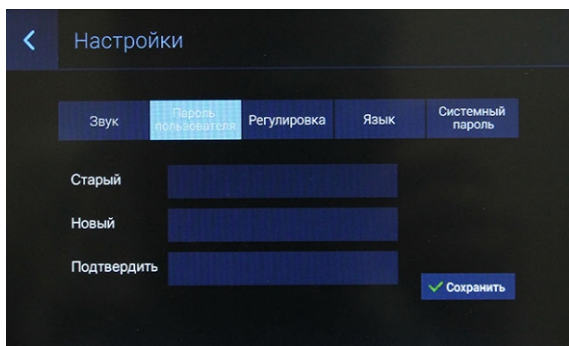 Настройки
Звук
Пароль
пользователя
Регулировка
Язык
Системный
пароль
Старый
Новый
Подтвердить
Сохранить